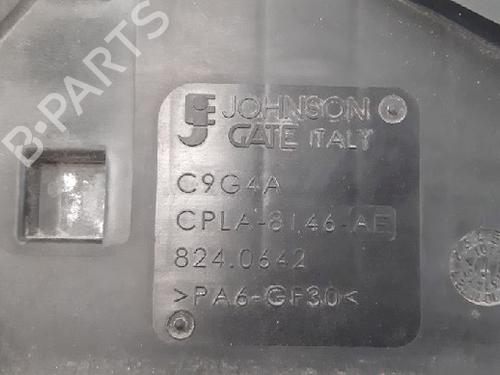 B-PARTS
JOHNSON
GATE ITALY
C9G4A
CPLA-8146-AE
824.0642
>PA6-GF30<